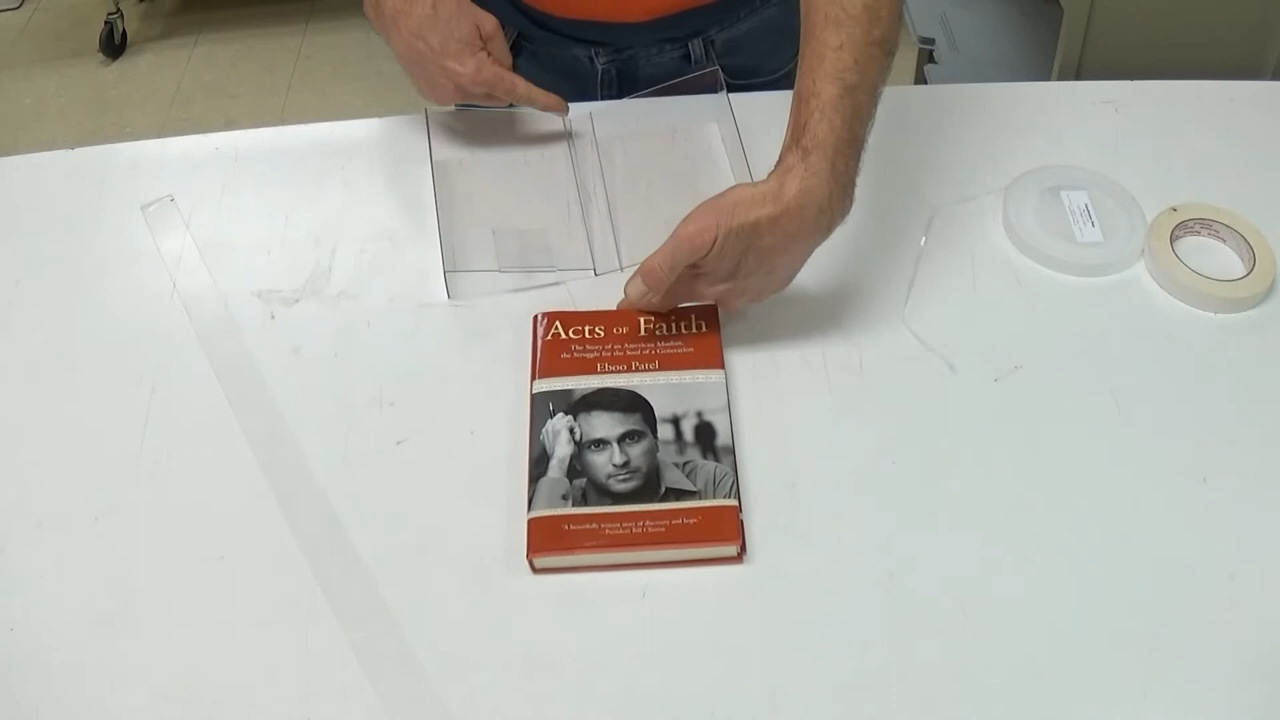 Acts of Faith
The Story of an American Muslim,
the Struggle for the Soul of a Generation
Eboo Patel
"A beautifully written story of discovery and hope."
—President Bill Clinton